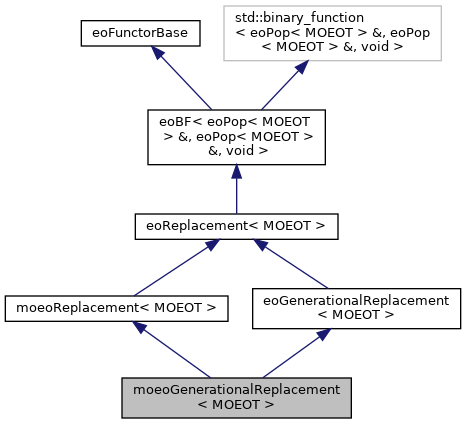 eoFunctorBase
std::binary_function
< eoPop< MOEOT > &, eoPop
< MOEOT > &, void >
eoBF< eoPop< MOEOT
> &, eoPop< MOEOT >
&, void >
eoReplacement< MOEOT >
moeoReplacement< MOEOT >
eoGenerationalReplacement
< MOEOT >
moeoGenerationalReplacement
< MOEOT >